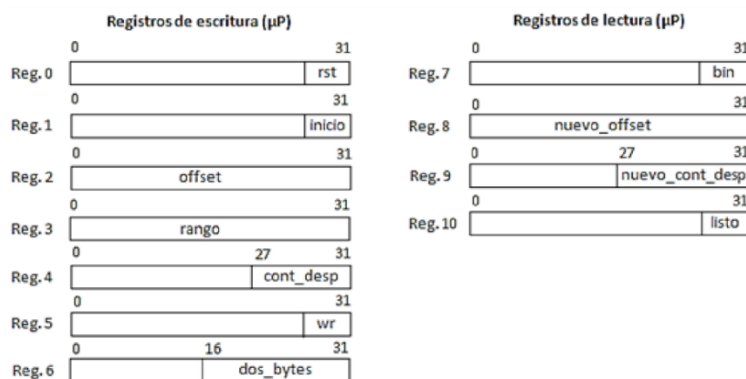 Registros de escritura (µP)
0 31
Reg. 0 rst
0 31
Reg. 1 inicio
0 31
Reg. 2 offset
0 31
Reg. 3 rango
0 27 31
Reg. 4 cont_desp
0 31
Reg. 5 wr
0 16 31
Reg. 6 dos_bytes
Registros de lectura (µP)
0 31
Reg. 7 bin
0 31
Reg. 8 nuevo_offset
0 27 31
Reg. 9 nuevo_cont_desp
0 31
Reg. 10 listo